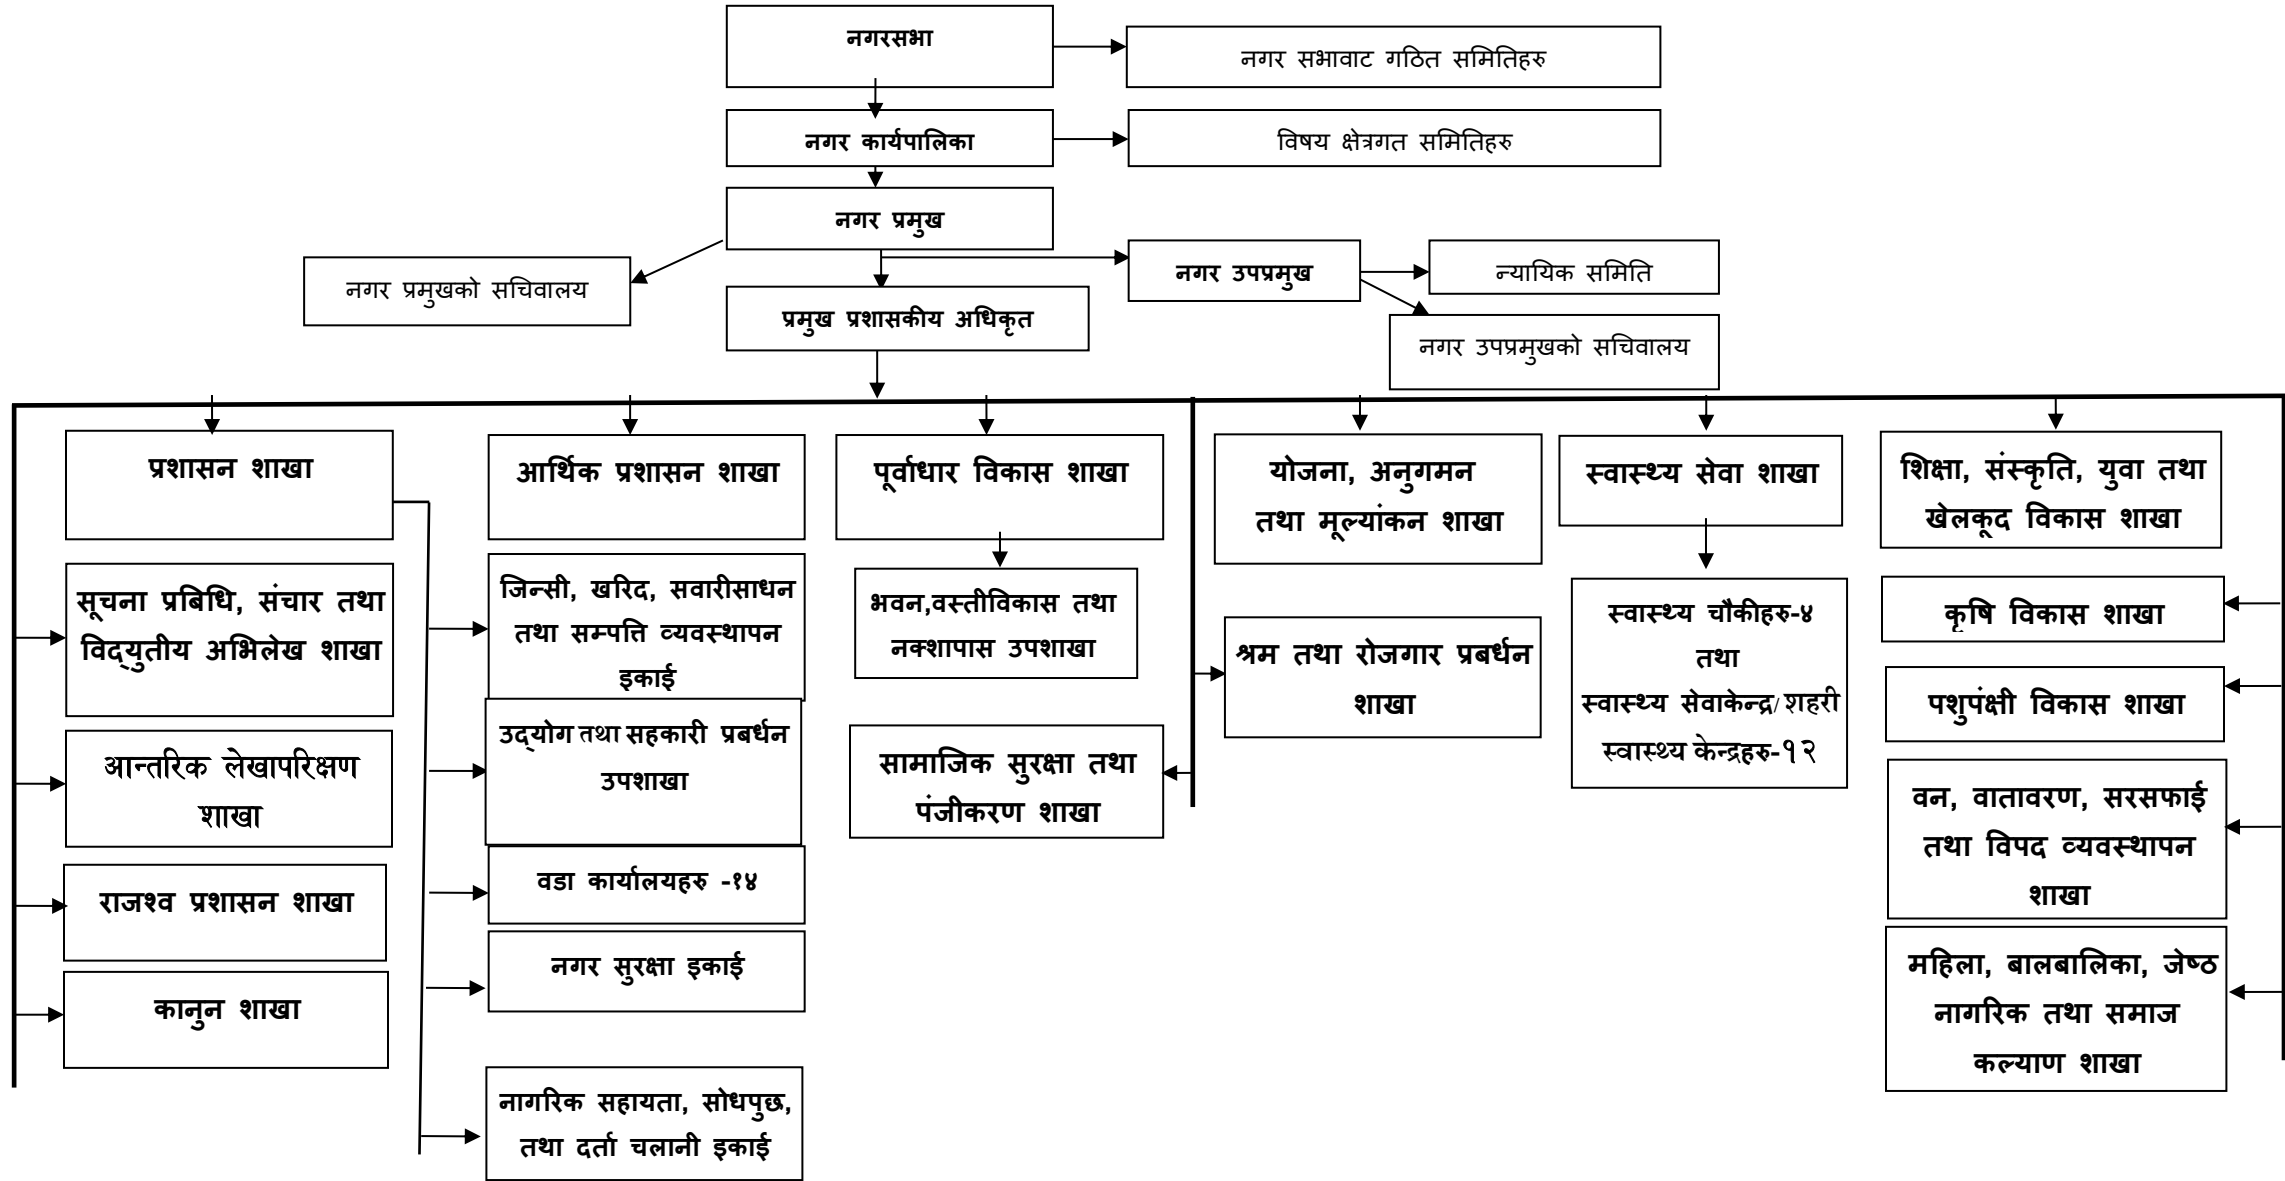 नगरसभा
नगर सभावाट गठित समितिहरु
नगर कार्यपालिका
विषय क्षेत्रगत समितिहरु
नगर प्रमुख
नगर प्रमुखको सचिवालय
नगर उपप्रमुख
न्यायिक समिति
प्रमुख प्रशासकीय अधिकृत
नगर उपप्रमुखको सचिवालय
प्रशासन शाखा
आर्थिक प्रशासन शाखा
पूर्वाधार विकास शाखा
योजना, अनुगमन
तथा मूल्यांकन शाखा
स्वास्थ्य सेवा शाखा
शिक्षा, संस्कृति, युवा तथा
खेलकूद विकास शाखा
सूचना प्रबिधि, संचार तथा
विद्युतीय अभिलेख शाखा
जिन्सी, खरिद, सवारीसाधन
तथा सम्पत्ति व्यवस्थापन
इकाई
भवन,वस्तीविकास तथा
नक्शापास उपशाखा
श्रम तथा रोजगार प्रबर्धन
शाखा
स्वास्थ्य चौकीहरु-४
तथा
स्वास्थ्य सेवाकेन्द्र/शहरी
स्वास्थ्य केन्द्रहरु-१२
कृषि विकास शाखा
पशुपंक्षी विकास शाखा
आन्तरिक लेखापरिक्षण
शाखा
उद्योग तथा सहकारी प्रबर्धन
उपशाखा
सामाजिक सुरक्षा तथा
पंजीकरण शाखा
वन, वातावरण, सरसफाई
तथा विपद व्यवस्थापन
शाखा
राजश्व प्रशासन शाखा
वडा कार्यालयहरु -१४
कानुन शाखा
नगर सुरक्षा इकाई
महिला, बालबालिका, जेष्ठ
नागरिक तथा समाज
कल्याण शाखा
नागरिक सहायता, सोधपुछ,
तथा दर्ता चलानी इकाई